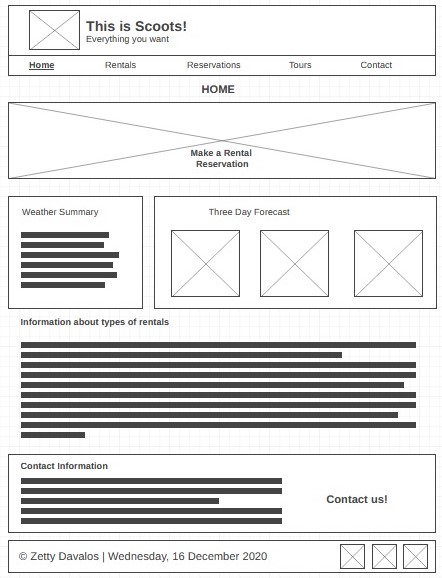 This is Scoots!
Everything you want
Home Rentals Reservations Tours Contact
HOME
Make a Rental
Reservation
Weather Summary
Three Day Forecast
Information about types of rentals
Contact Information
Contact us!
© Zetty Davalos | Wednesday, 16 December 2020